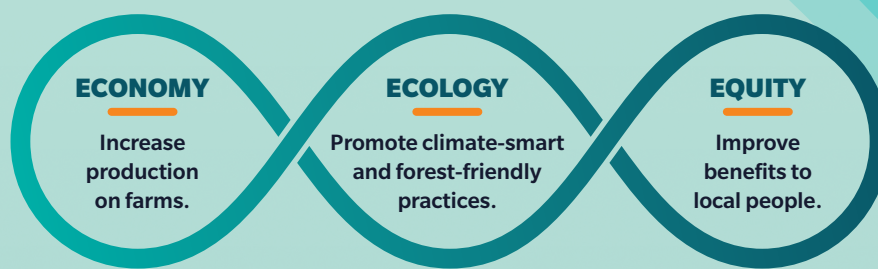 ECONOMY
Increase
production
on farms.
ECOLOGY
Promote climate-smart
and forest-friendly
practices.
EQUITY
Improve
benefits to
local people.